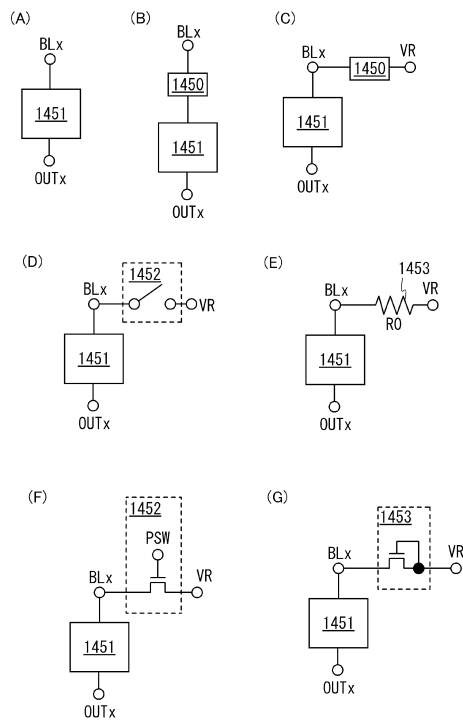 (A)
BLx
1451
OUTx
(B)
BLx
1450
1451
OUTx
(C)
BLx
VR
1450
1451
OUTx
(D)
1452
BLx
VR
1451
OUTx
(E)
1453
BLx
VR
R0
1451
OUTx
(F)
1452
PSW
BLx
VR
1451
OUTx
(G)
1453
BLx
VR
1451
OUTx